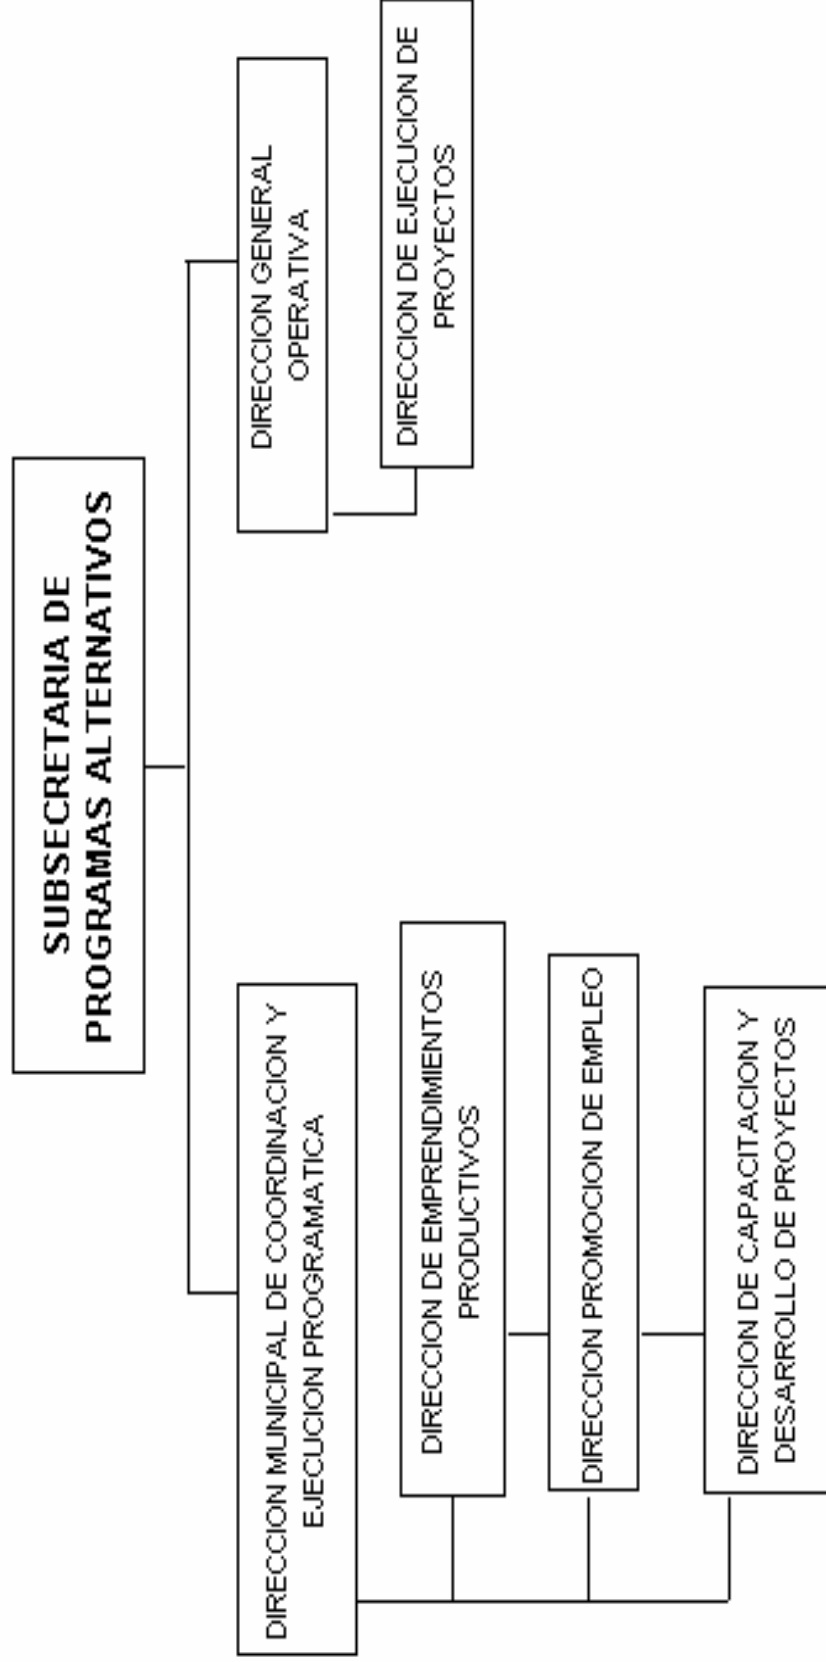 SUBSECRETARIA DE
PROGRAMAS ALTERNATIVOS
DIRECCION MUNICIPAL DE COORDINACION Y
EJECUCION PROGRAMATICA
DIRECCION GENERAL
OPERATIVA
DIRECCION DE EMPRENDIMIENTOS
PRODUCTIVOS
DIRECCION DE EJECUCION DE
PROYECTOS
DIRECCION PROMOCION DE EMPLEO
DIRECCION DE CAPACITACION Y
DESARROLLO DE PROYECTOS